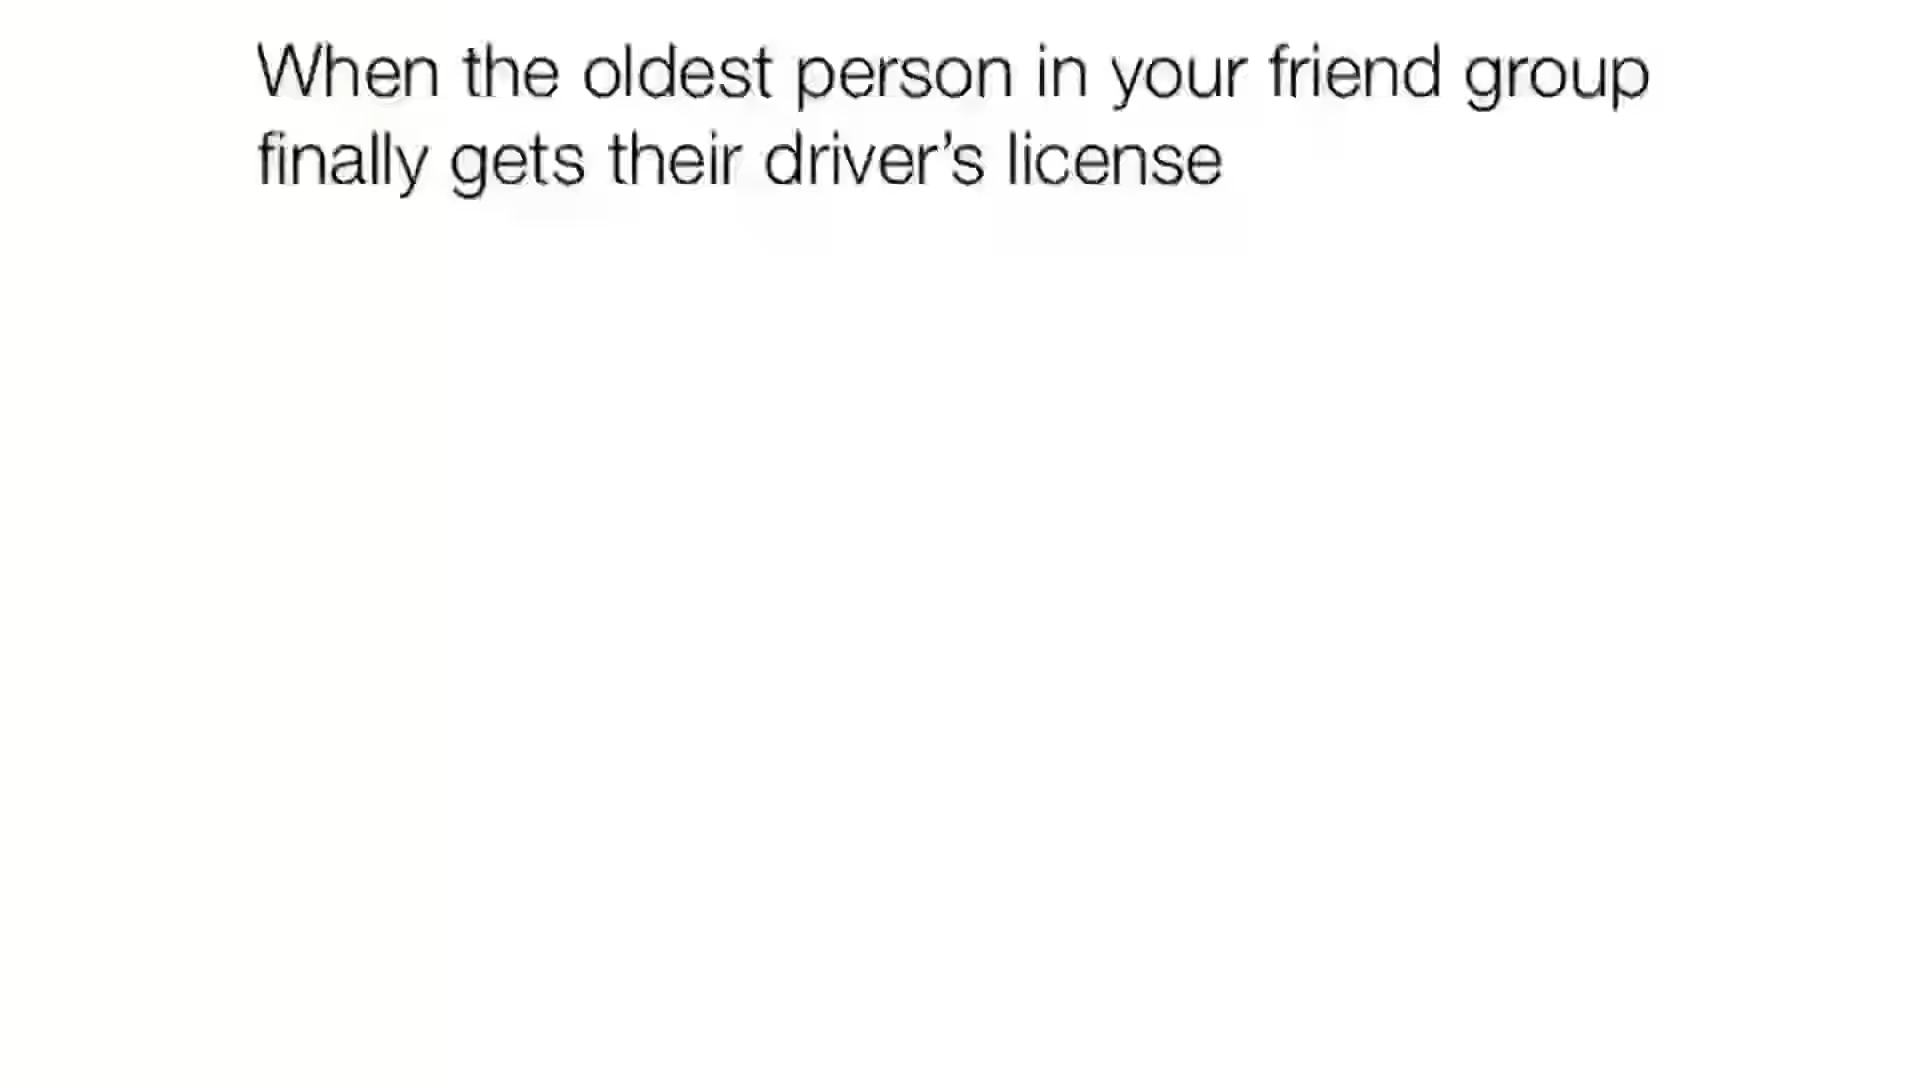 When the oldest person in your friend group
finally gets their driver’s license